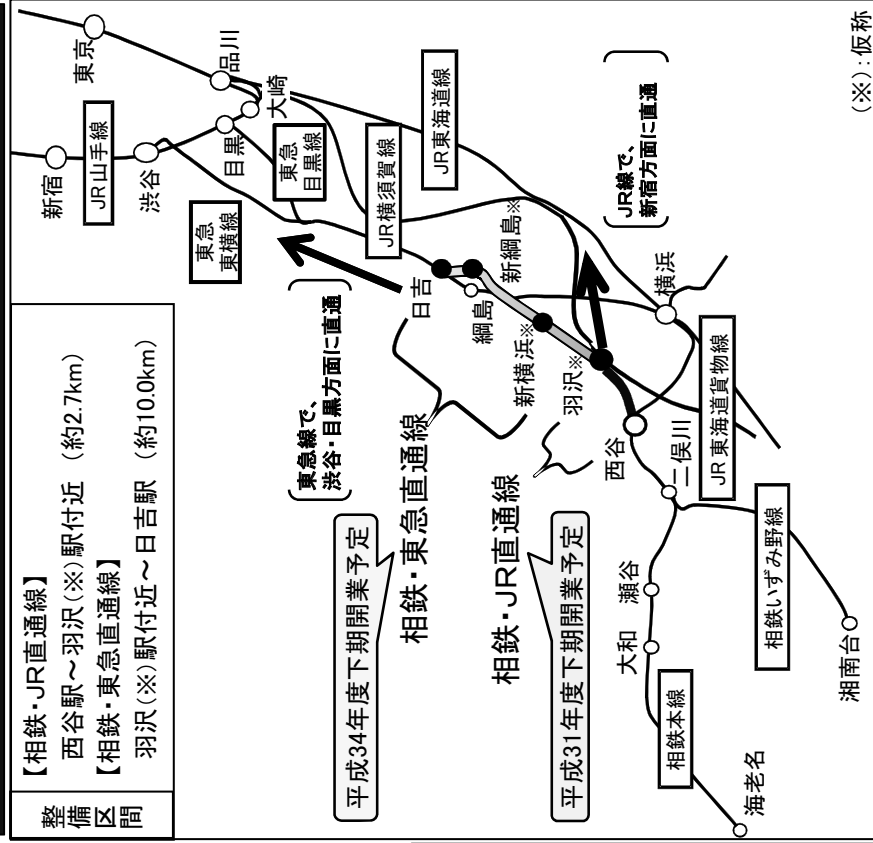 整備区間
【相鉄・JR直通線】
西谷駅～羽沢(※)駅付近 (約2.7km)
【相鉄・東急直通線】
羽沢(※)駅付近～日吉駅 (約10.0km)
平成34年度下期開業予定
相鉄・東急直通線
東急線で、
渋谷・目黒方面に直通
平成31年度下期開業予定
相鉄・JR直通線
JR線で、
新宿方面に直通
東京
新宿
JR山手線
渋谷
品川
大崎
目黒
東急
目黒線
東急
東横線
JR横須賀線
JR東海道線
日吉
綱島
新綱島※
新横浜※
羽沢※
横浜
西谷
二俣川
JR東海道貨物線
瀬谷
大和
相鉄いずみ野線
相鉄本線
湘南台
海老名
(※):仮称